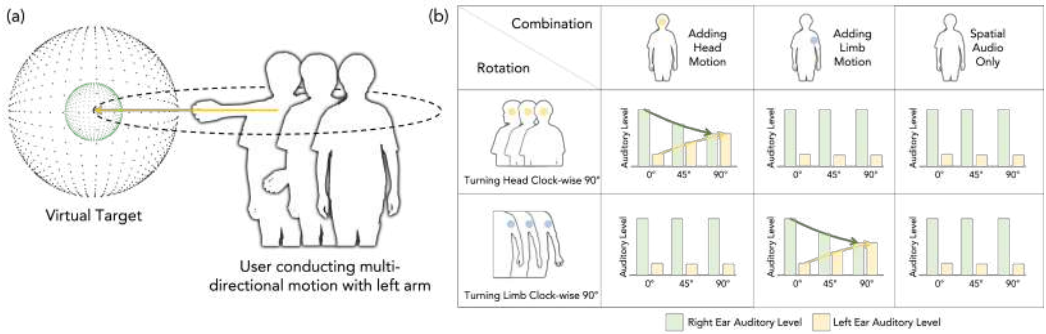 (a)
Virtual Target
User conducting multi-
directional motion with left arm
(b)
Combination
Rotation
Adding
Head
Motion
Adding
Limb
Motion
Spatial
Audio
Only
Turning Head Clock-wise 90°
Auditory Level
0° 45° 90°
Auditory Level
0° 45° 90°
Auditory Level
0° 45° 90°
Turning Limb Clock-wise 90°
Auditory Level
0° 45° 90°
Auditory Level
0° 45° 90°
Auditory Level
0° 45° 90°
Right Ear Auditory Level
Left Ear Auditory Level